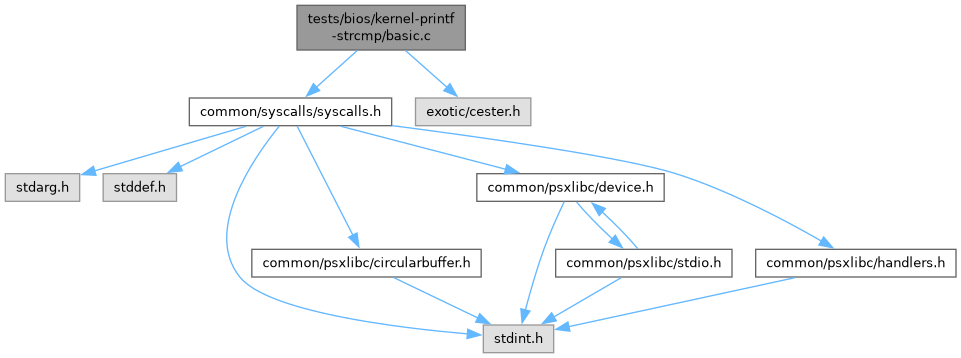 tests/bios/kernel-printf
-strcmp/basic.c
common/syscalls/syscalls.h
exotic/cester.h
stdarg.h
stddef.h
common/psxlibc/device.h
common/psxlibc/circularbuffer.h
common/psxlibc/stdio.h
common/psxlibc/handlers.h
stdint.h